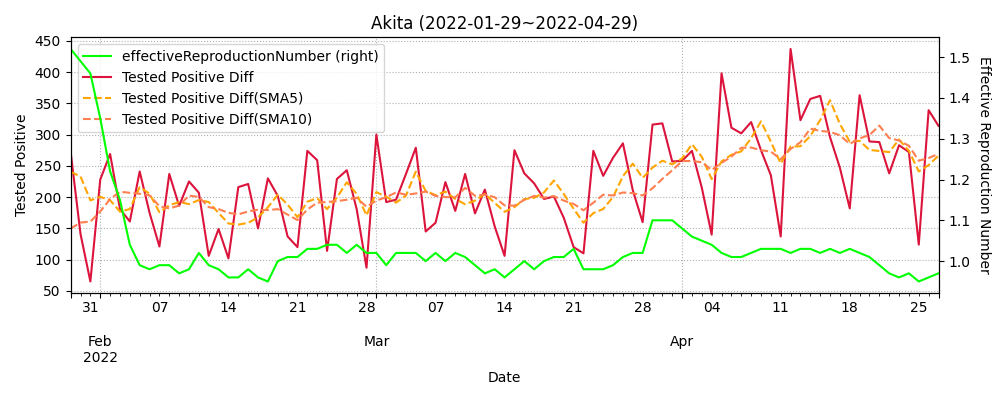 Akita (2022-01-29~2022-04-29)
effectiveReproductionNumber (right)
Tested Positive Diff
Tested Positive Diff(SMA5)
Tested Positive Diff(SMA10)
450
400
350
300
250
200
150
100
50
Tested Positive
1.5
1.4
1.3
1.2
1.1
1.0
Effective Reproduction Number
31 07 14 21 28 07 14 21 28 04 11 18 25
Feb Mar Apr
2022
Date